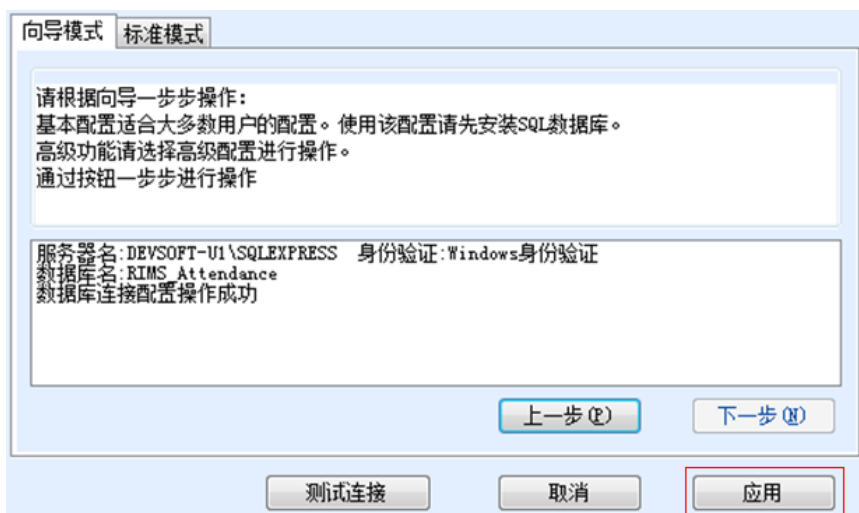 向导模式 标准模式
请根据向导一步步操作:
基本配置适合大多数用户的配置。使用该配置请先安装SQL数据库。
高级功能请选择高级配置进行操作。
通过按钮一步步进行操作
服务器名:DEVSOFT-U1\SQLEXPRESS 身份验证:Windows身份验证
数据库名:RIMS_Attendance
数据库连接配置操作成功
上一步(P) 下一步(N)
测试连接 取消 应用